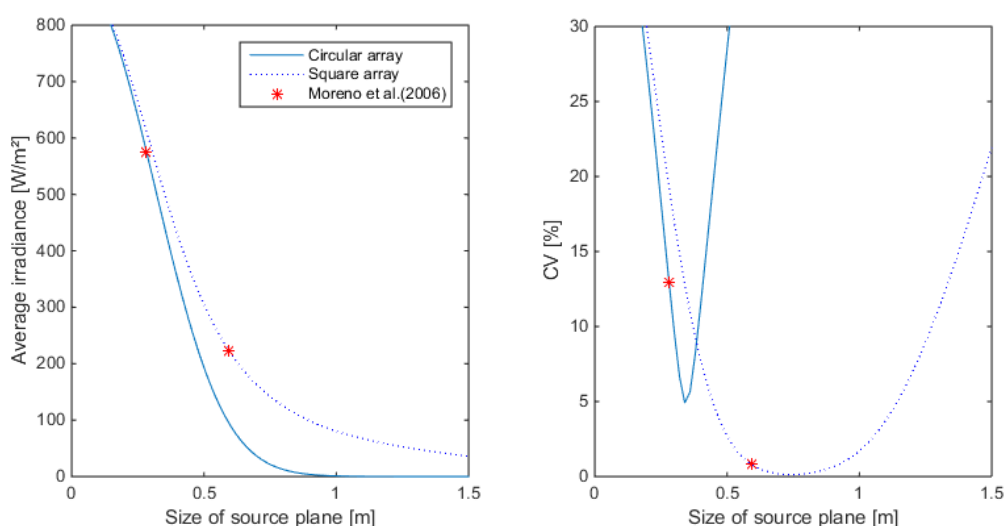 800
700
600
500
400
300
200
100
0
Average irradiance [W/m²]
Circular array
Square array
Moreno et al.(2006)
0 0.5 1 1.5
Size of source plane [m]
30
25
20
15
10
5
0
CV [%]
0 0.5 1 1.5
Size of source plane [m]